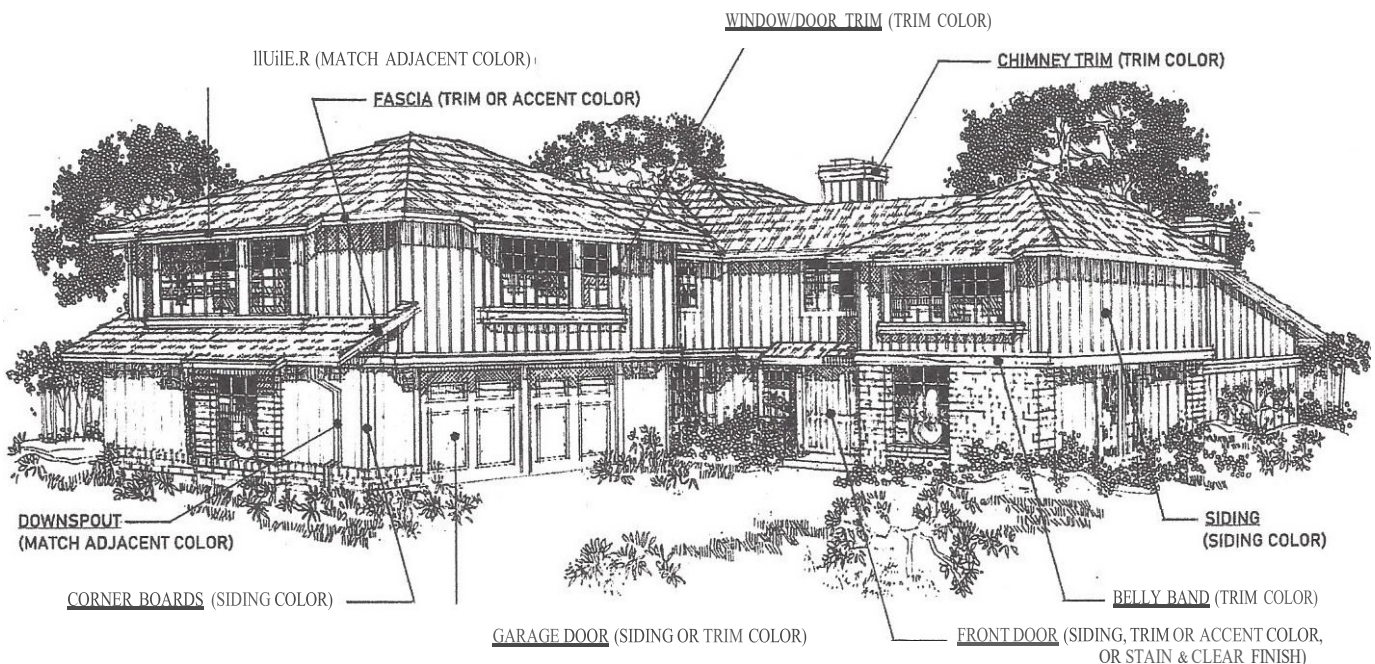 WINDOW/DOOR TRIM (TRIM COLOR)
llUilE.R (MATCH ADJACENT COLOR)
CHIMNEY TRIM (TRIM COLOR)
FASCIA (TRIM OR ACCENT COLOR)
DOWNSPOUT
(MATCH ADJACENT COLOR)
SIDING
(SIDING COLOR)
CORNER BOARDS (SIDING COLOR)
BELLY BAND (TRIM COLOR)
GARAGE DOOR (SIDING OR TRIM COLOR)
FRONT DOOR (SIDING, TRIM OR ACCENT COLOR,
OR STAIN & CLEAR FINISH)